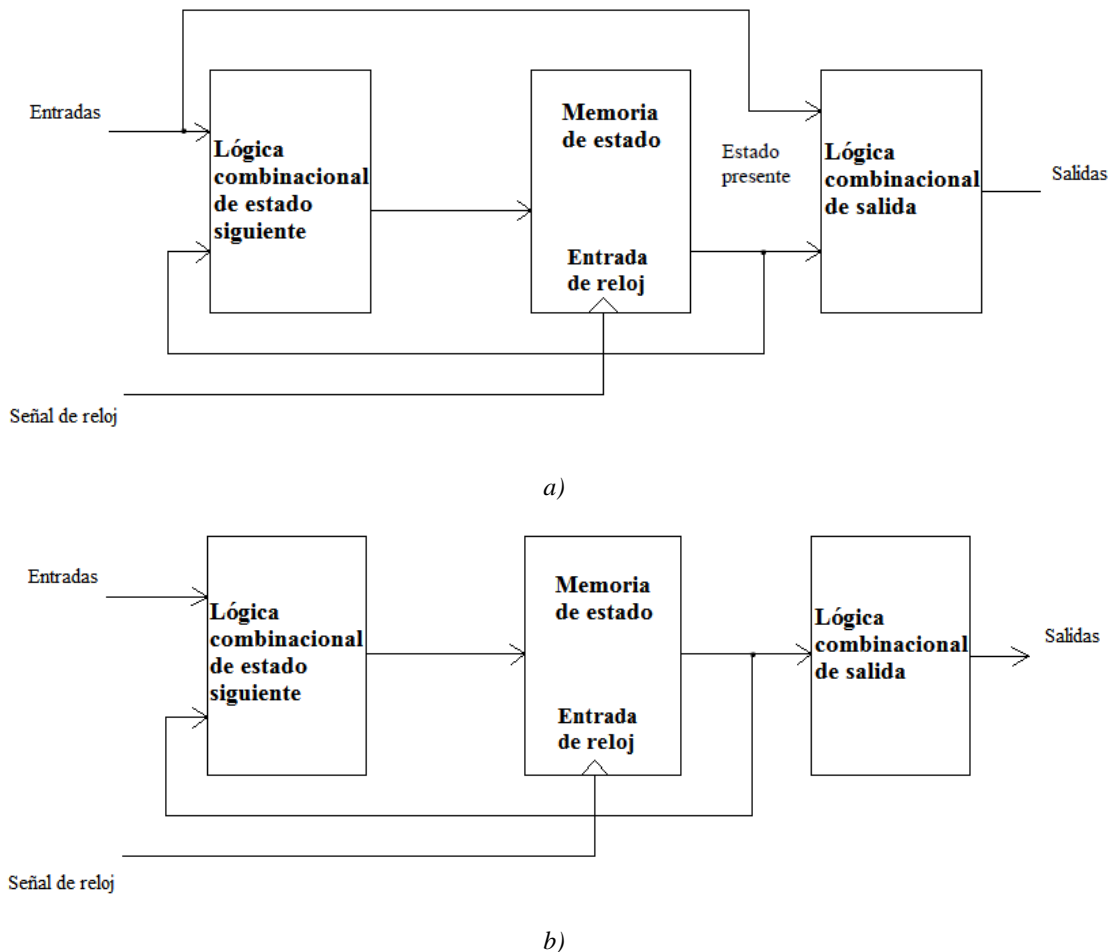 Entradas
Lógica
combinacional
de estado
siguiente
Memoria
de estado
Entrada
de reloj
Estado
presente
Lógica
combinacional
de salida
Salidas
Señal de reloj
a)
Entradas
Lógica
combinacional
de estado
siguiente
Memoria
de estado
Entrada
de reloj
Lógica
combinacional
de salida
Salidas
Señal de reloj
b)